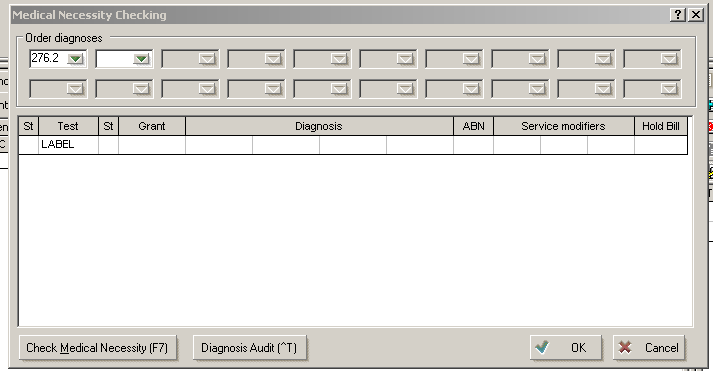 Medical Necessity Checking
Order diagnoses
276.2
St Test St Grant Diagnosis ABN Service modifiers Hold Bill
LABEL
Check Medical Necessity (F7) Diagnosis Audit (^T) OK Cancel